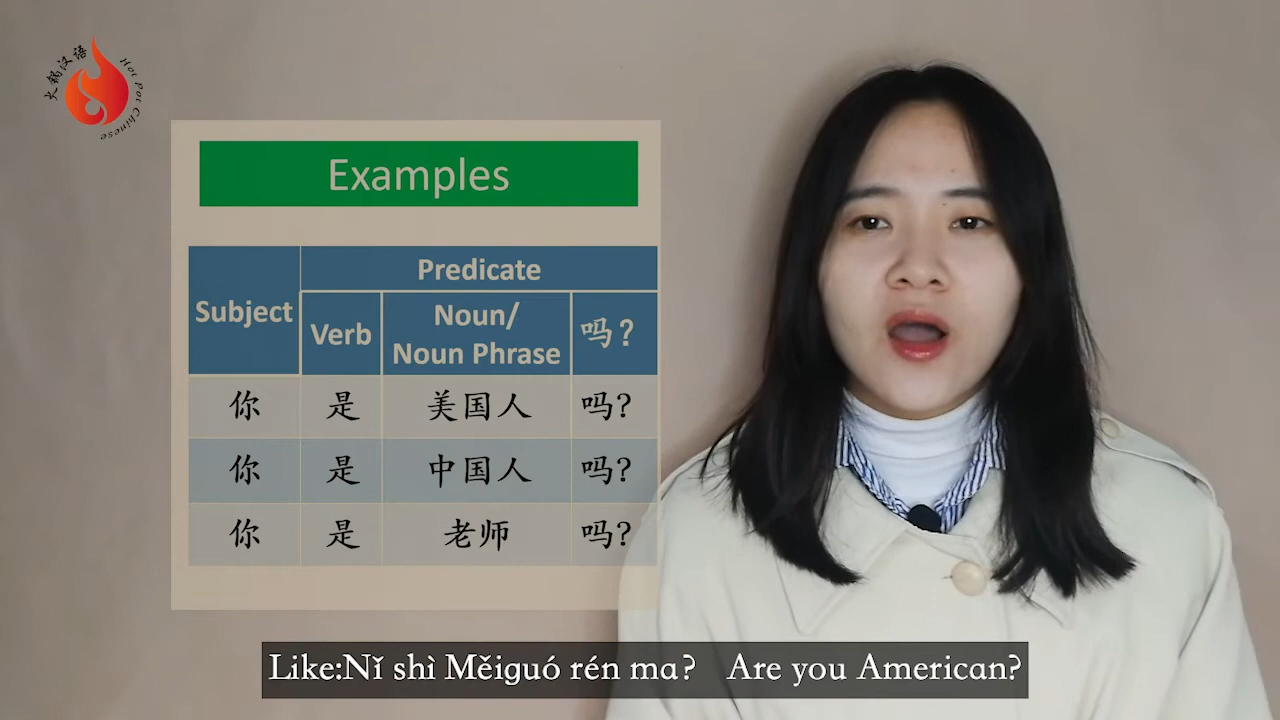 火锅汉语 Hot Pot Chinese
Examples
Subject Predicate
Verb Noun/ Noun Phrase 吗？
你 是 美国人 吗?
你 是 中国人 吗?
你 是 老师 吗?
Like:Nǐ shì Měiguó rén ma? Are you American?